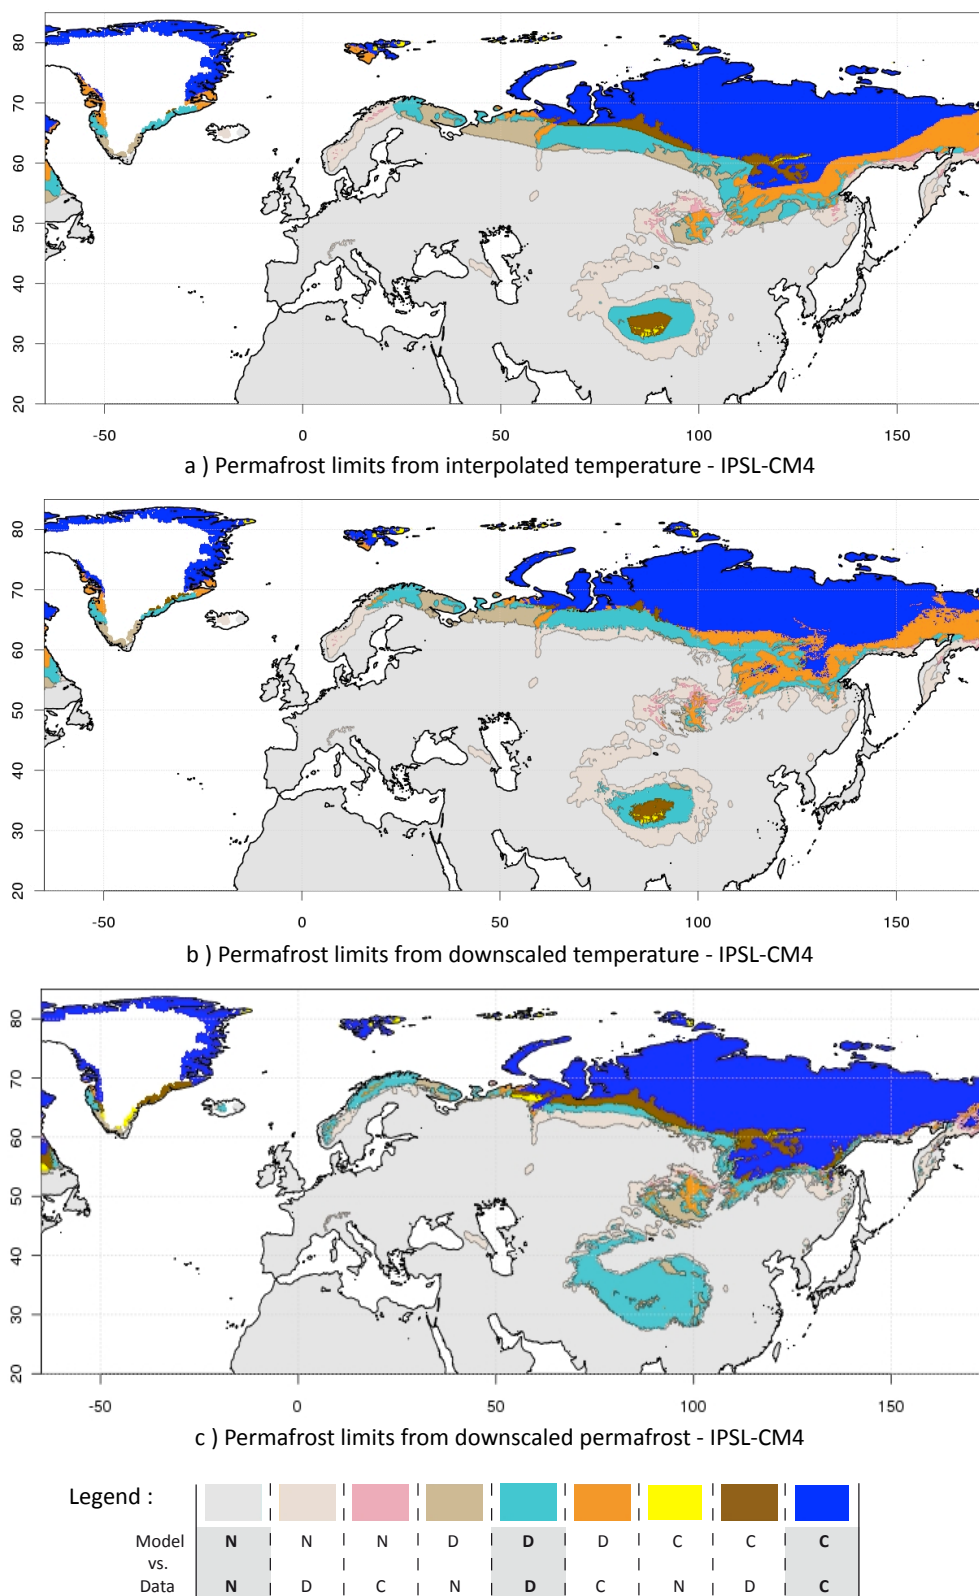 80
70
60
50
40
30
20
-50 0 50 100 150
a ) Permafrost limits from interpolated temperature - IPSL-CM4
80
70
60
50
40
30
20
-50 0 50 100 150
b ) Permafrost limits from downscaled temperature - IPSL-CM4
80
70
60
50
40
30
20
-50 0 50 100 150
c ) Permafrost limits from downscaled permafrost - IPSL-CM4
Legend :
Model N N N D D D C C C
vs.
Data N D C N D C N D C